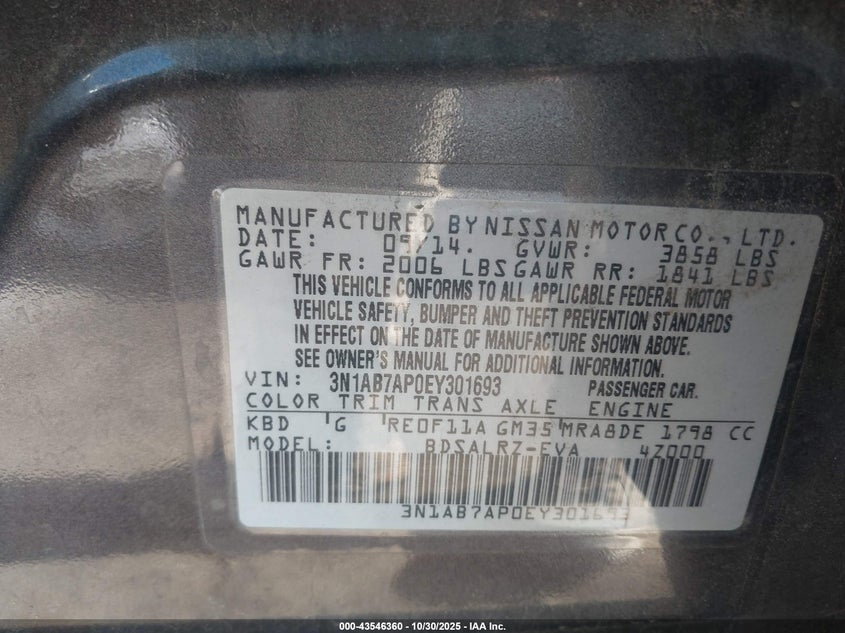 MANUFACTURED BY NISSAN MOTOR CO., LTD.
DATE: 09/14. GVWR: 3858 LBS
GAWR FR: 2006 LBS GAWR RR: 1841 LBS
THIS VEHICLE CONFORMS TO ALL APPLICABLE FEDERAL MOTOR
VEHICLE SAFETY, BUMPER AND THEFT PREVENTION STANDARDS
IN EFFECT ON THE DATE OF MANUFACTURE SHOWN ABOVE.
SEE OWNER'S MANUAL FOR ADDITIONAL INFORMATION.
VIN: 3N1AB7AP0EY301693 PASSENGER CAR.
COLOR TRIM TRANS AXLE ENGINE
KBD G RE0F11A GM35 MRA8DE 1798 CC
MODEL: BDSALRZ-EVA 4Z000
3N1AB7AP0EY301693
000-43546360 - 10/30/2025 - IAA Inc.